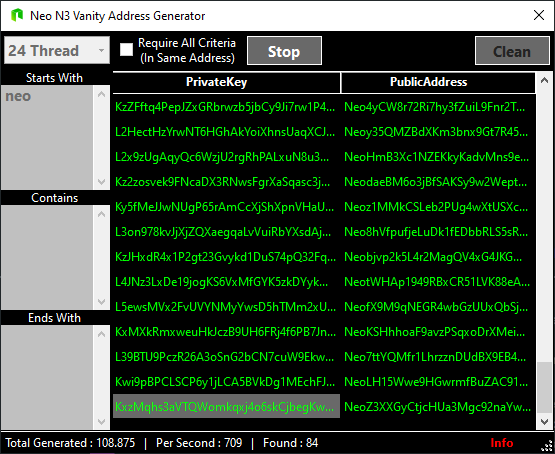 Neo N3 Vanity Address Generator
24 Thread
Require All Criteria
(In Same Address)
Stop
Clean
Starts With
neo
Contains
Ends With
PrivateKey PublicAddress
KzZFftq4PepJZxGRbrwzb5jbCy9Ji7rw1P4... Neo4yCW8r72Ri7hy3fZuiL9Fnr2T...
L2HectHzYrwNT6HGhAkYoiXhnsUaqXCJ... Neoy35QMZBdXKm3bnx9Gt7R45...
L2x9zUgAqyQc6WzjU2rgRhPALxuN8u3... NeoHmB3Xc1NZEKkyKadvMns9e...
Kz2zosvek9FNcaDX3RNwsFgrXaSqasc3j... NeodaeBM6o3jBfSAKSy9w2Wept...
Ky5fMeJJwNUgP65rAmCcXjShXpnVHaU... Neoz1MMkCSLeb2PUg4wXtUSXc...
L3on978kvJjXjZQXaegqaLvVuiRbYXsdAj... Neo8hVfpufjeLuDk1fEDbbRLS5sR...
KzJHxdR4x1P2gt23Gvykd1DuS74pQ32Fq... Neobjvp2k5L4r2MagQV4xG4JKG...
L4JNz3LxDe19jogKS6VxMfGYK5zkDYyk... NeotWHAp1949RBxCR51LVK88eA...
L5ewsMVx2FvUVYNMyYwsD5hTMm2xU... NeofX9M9qNEGR4wbGzUUxQbSj...
KxMXkRmxweuHkJczB9UH6FRj4f6PB7Jn... NeoKSHhhoaF9avzPSqxoDrXMei...
L39BTU9PczR26A3oSnG2bCN7cuW9Ekw... Neo7ttYQMfr1LhrzznDUdBX9EB4...
Kwi9pBPCLSCP6y1jLCA5BVkDg1MEchFJ... NeoLH15Wwe9HGwrmfBuZAC91...
KxzMqhs3aVTQWomkqxj4o6skCjbegKw... NeoZ3XXGyCtjcHUa3Mgc92naYw...
Total Generated : 108,875 | Per Second : 709 | Found : 84
Info